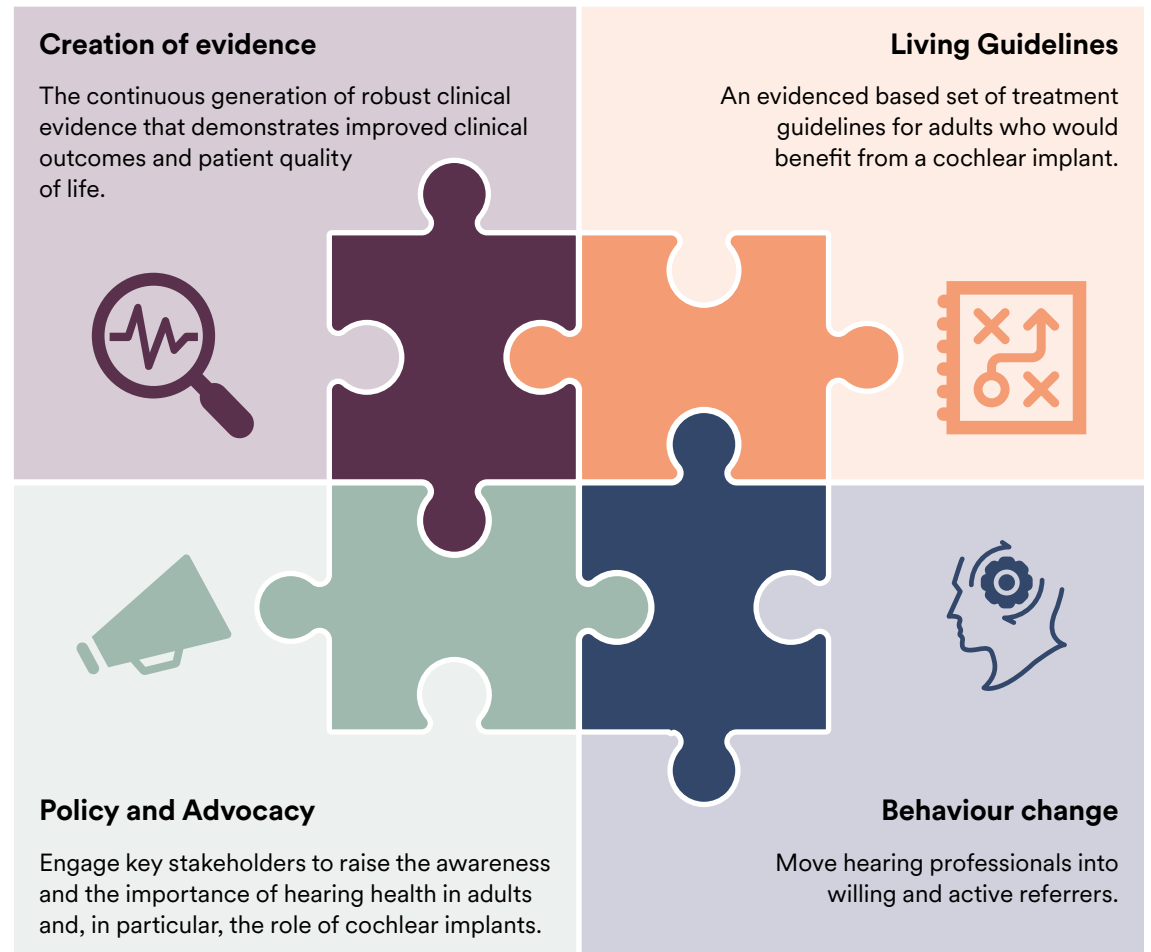 Creation of evidence
The continuous generation of robust clinical
evidence that demonstrates improved clinical
outcomes and patient quality
of life.
Living Guidelines
An evidenced based set of treatment
guidelines for adults who would
benefit from a cochlear implant.
Policy and Advocacy
Engage key stakeholders to raise the awareness
and the importance of hearing health in adults
and, in particular, the role of cochlear implants.
Behaviour change
Move hearing professionals into
willing and active referrers.